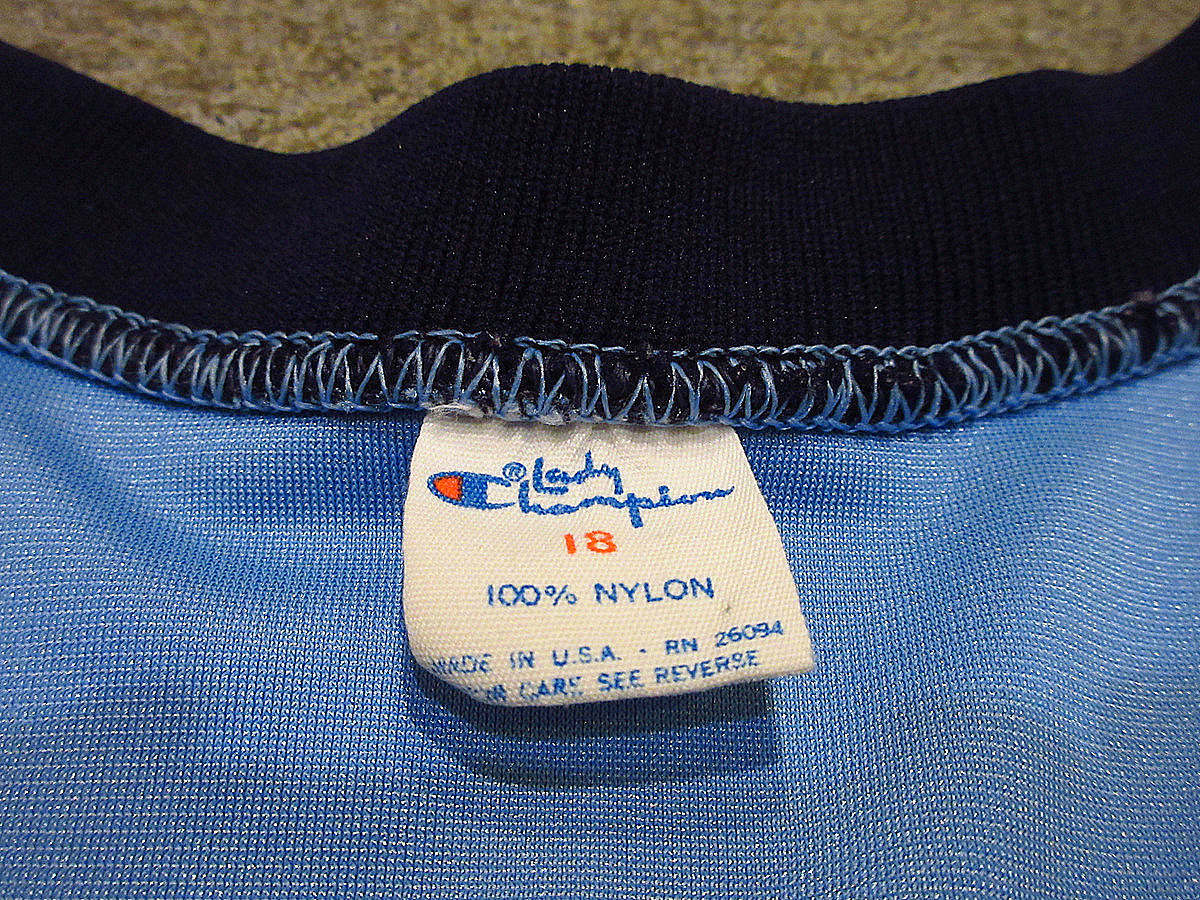 ® Lady
Champion
18
100% NYLON
MADE IN U.S.A. - RN 26094
CARE SEE REVERSE